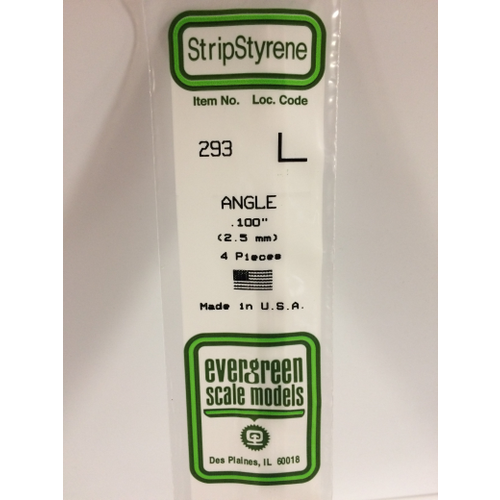 StripStyrene
Item No. Loc. Code
293 L
ANGLE
.100"
(2.5 mm)
4 Pieces
Made in U.S.A.
evergreen
scale models
Des Plaines, IL 60018